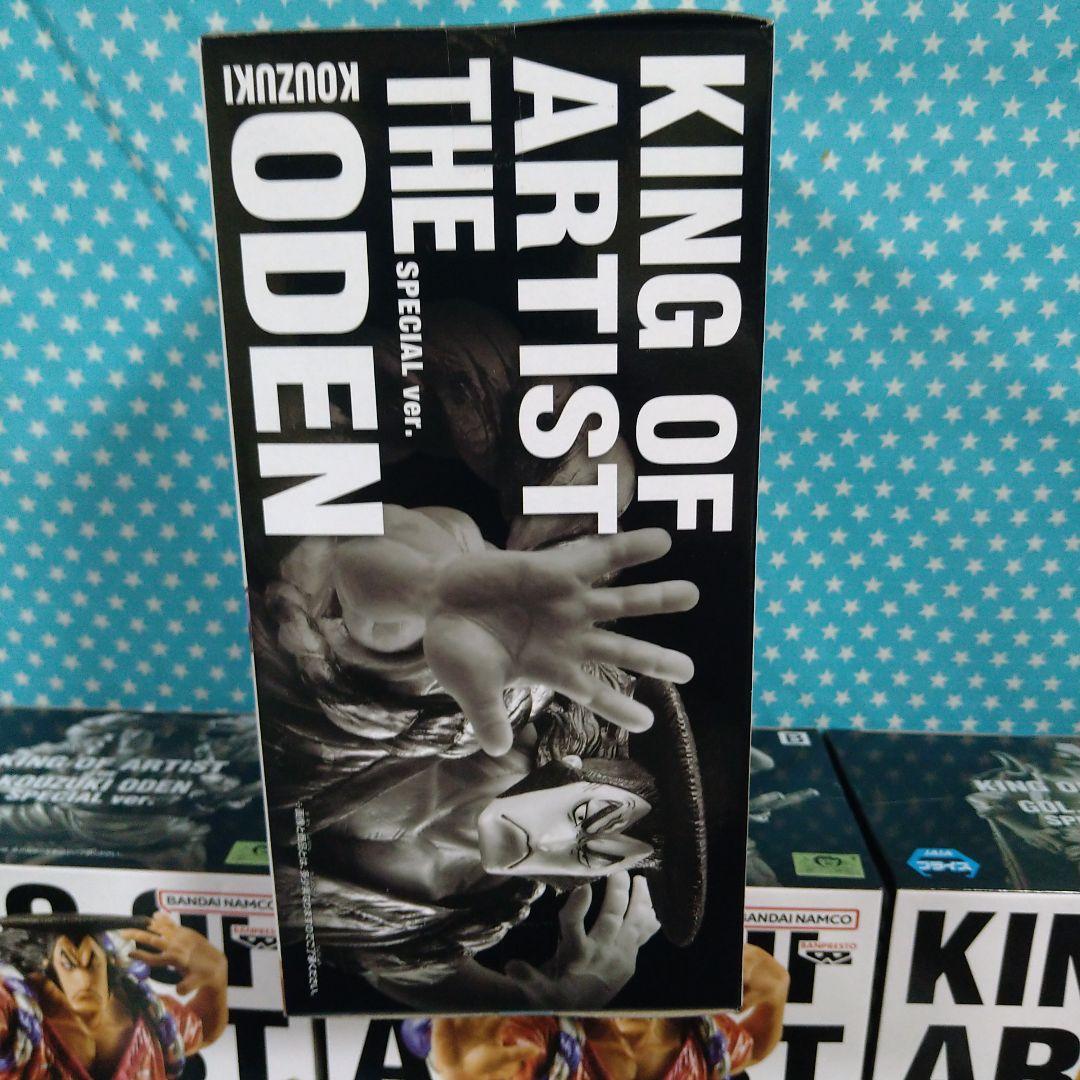 KING OF
ARTIST
THE
SPECIAL ver.
KOUZUKI
ODEN
KING OF ARTIST
KOUZUKI ODEN
SPECIAL ver.
BANDAI NAMCO
BANPRESTO
BANDAI NAMCO
BANPRESTO
JAIA
KIN
AR